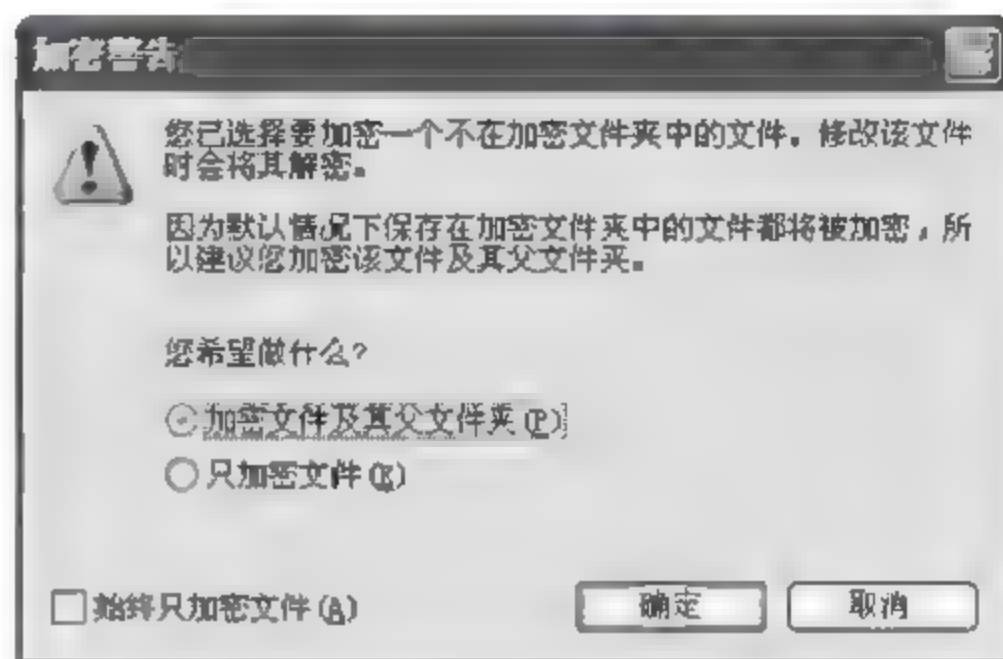 加密警告
您已选择要加密一个不在加密文件夹中的文件。修改该文件
时会将其解密。
因为默认情况下保存在加密文件夹中的文件都将被加密，所
以建议您加密该文件及其父文件夹。
您希望做什么?
加密文件及其父文件夹(P)
只加密文件(E)
始终只加密文件(A)
确定
取消